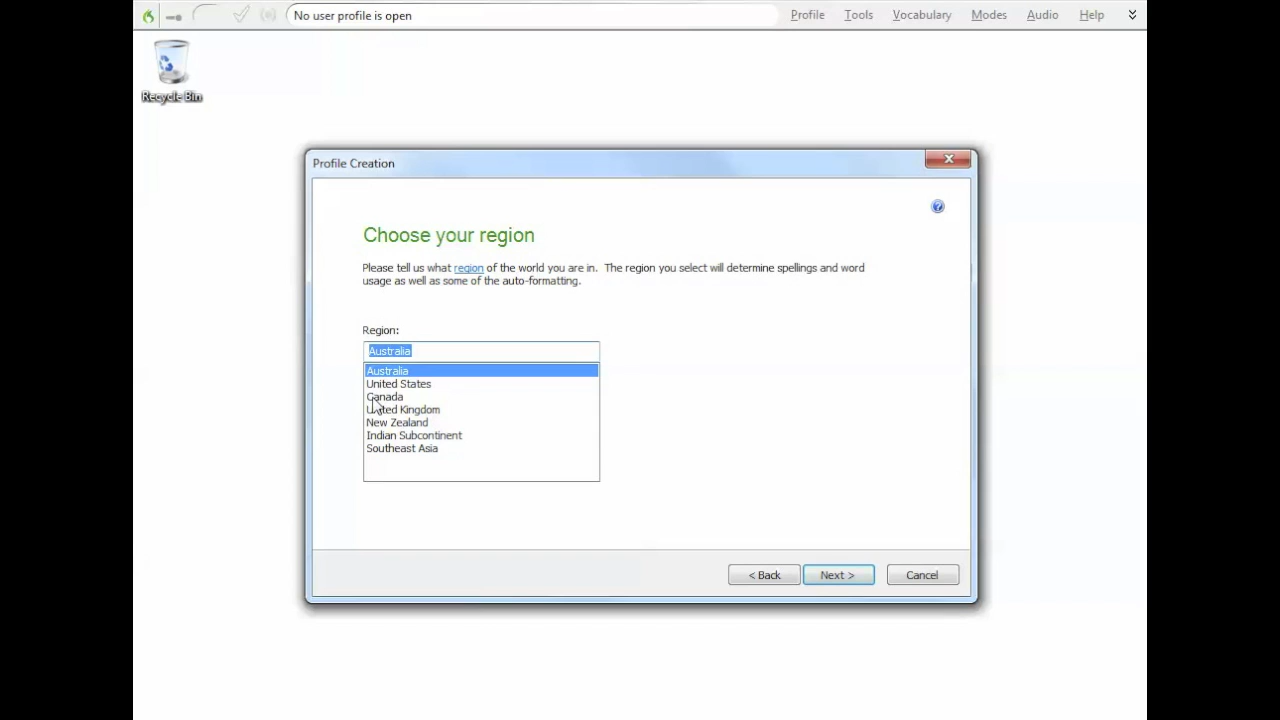 No user profile is open
Profile Tools Vocabulary Modes Audio Help
Recycle Bin
Profile Creation
Choose your region
Please tell us what region of the world you are in. The region you select will determine spellings and word
usage as well as some of the auto-formatting.
Region:
Australia
Australia
United States
Canada
United Kingdom
New Zealand
Indian Subcontinent
Southeast Asia
< Back Next > Cancel